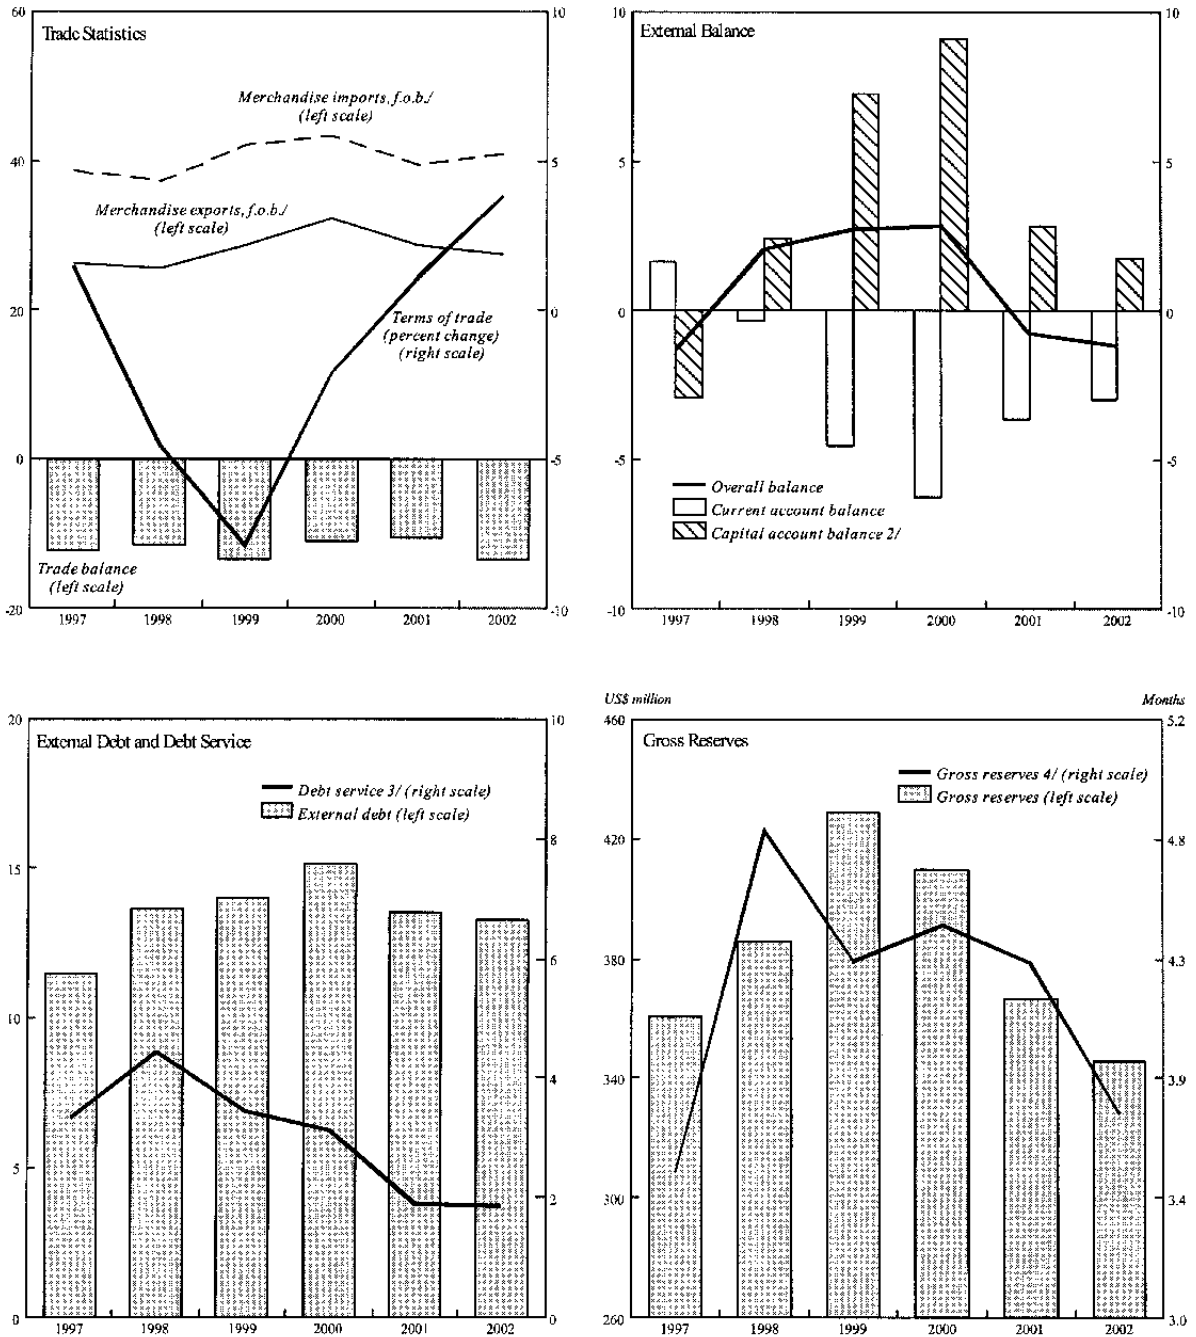 60
10
Trade Statistics
Merchandise imports, f.o.b./
(left scale)
40
5
Merchandise exports, f.o.b./
(left scale)
20
0
Terms of trade
(percent change)
(right scale)
0
-5
Trade balance
(left scale)
-20
-10
1997 1998 1999 2000 2001 2002
10
10
External Balance
5
5
0
0
-5
-5
Overall balance
Current account balance
Capital account balance 2/
-10
-10
1997 1998 1999 2000 2001 2002
20
10
External Debt and Debt Service
Debt service 3/ (right scale)
External debt (left scale)
8
15
6
10
4
5
2
0
0
1997 1998 1999 2000 2001 2002
US$ million
Months
460
5.2
Gross Reserves
Gross reserves 4/ (right scale)
Gross reserves (left scale)
420
4.8
380
4.3
340
3.9
300
3.4
260
3.0
1997 1998 1999 2000 2001 2002